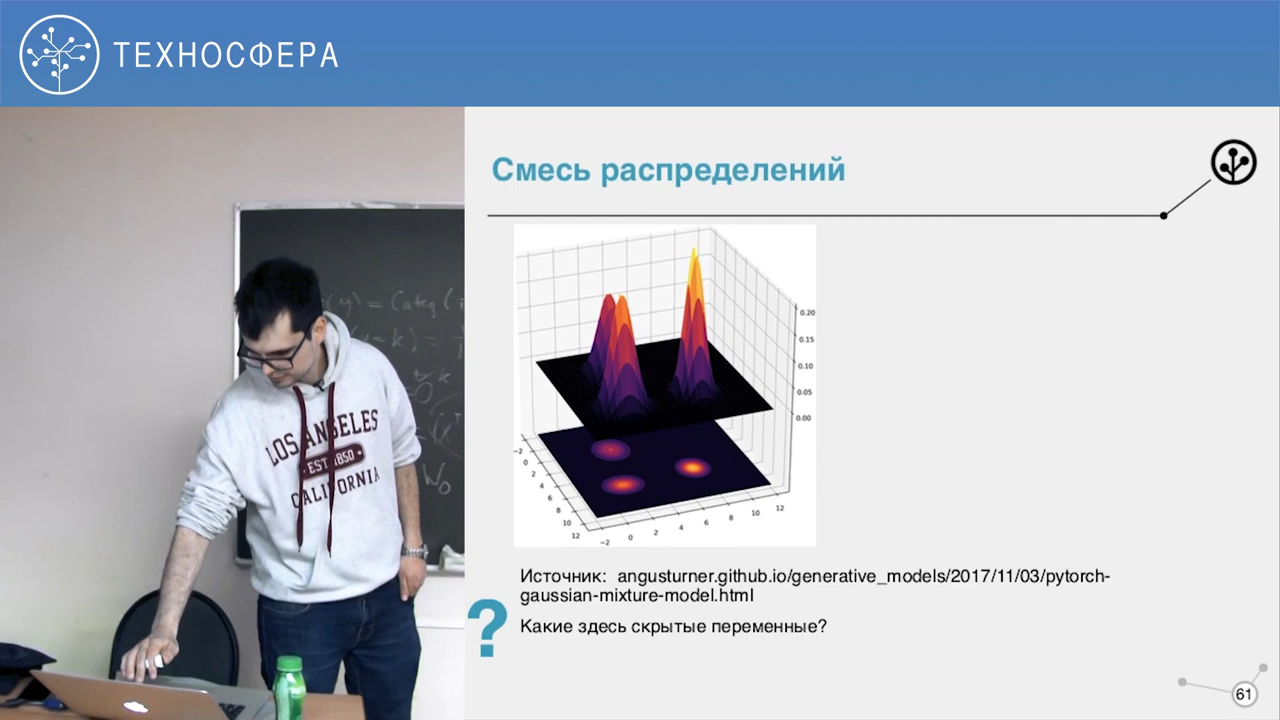 ТЕХНОСФЕРА
Смесь распределений
0.20
0.15
0.10
0.05
0.00
−2
0
2
4
6
8
10
12
−2
0
2
4
6
8
10
12
LOS ANGELES
EST 1850
CALIFORNIA
Источник: angusturner.github.io/generative_models/2017/11/03/pytorch-
gaussian-mixture-model.html
?
Какие здесь скрытые переменные?
61